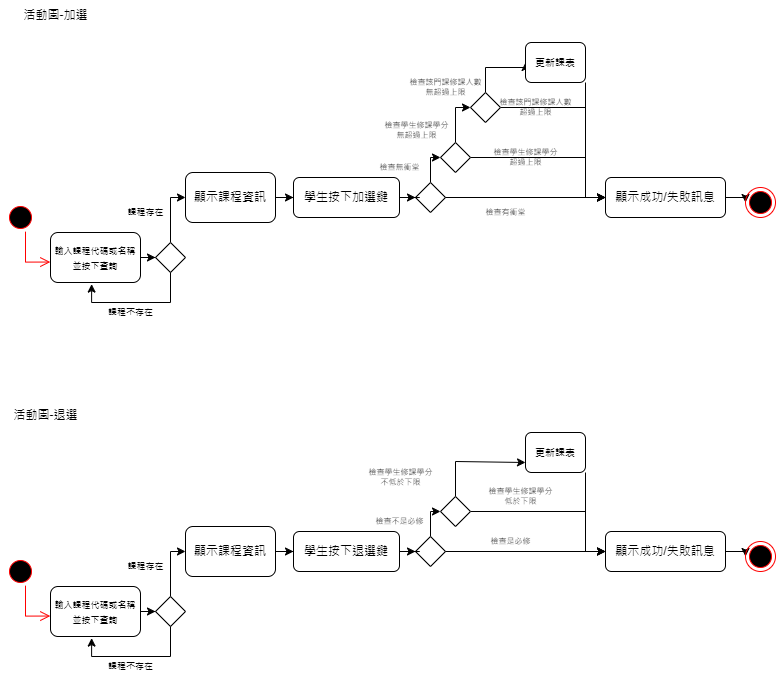 活動圖-加選
更新課表
檢查該門課修課人數
無超過上限
檢查該門課修課人數
超過上限
檢查學生修課學分
無超過上限
檢查學生修課學分
超過上限
檢查無衝堂
顯示課程資訊
學生按下加選鍵
顯示成功/失敗訊息
課程存在
檢查有衝堂
輸入課程代碼或名稱
並按下查詢
課程不存在
活動圖-退選
更新課表
檢查學生修課學分
不低於下限
檢查學生修課學分
低於下限
檢查不是必修
檢查是必修
顯示課程資訊
學生按下退選鍵
顯示成功/失敗訊息
課程存在
輸入課程代碼或名稱
並按下查詢
課程不存在